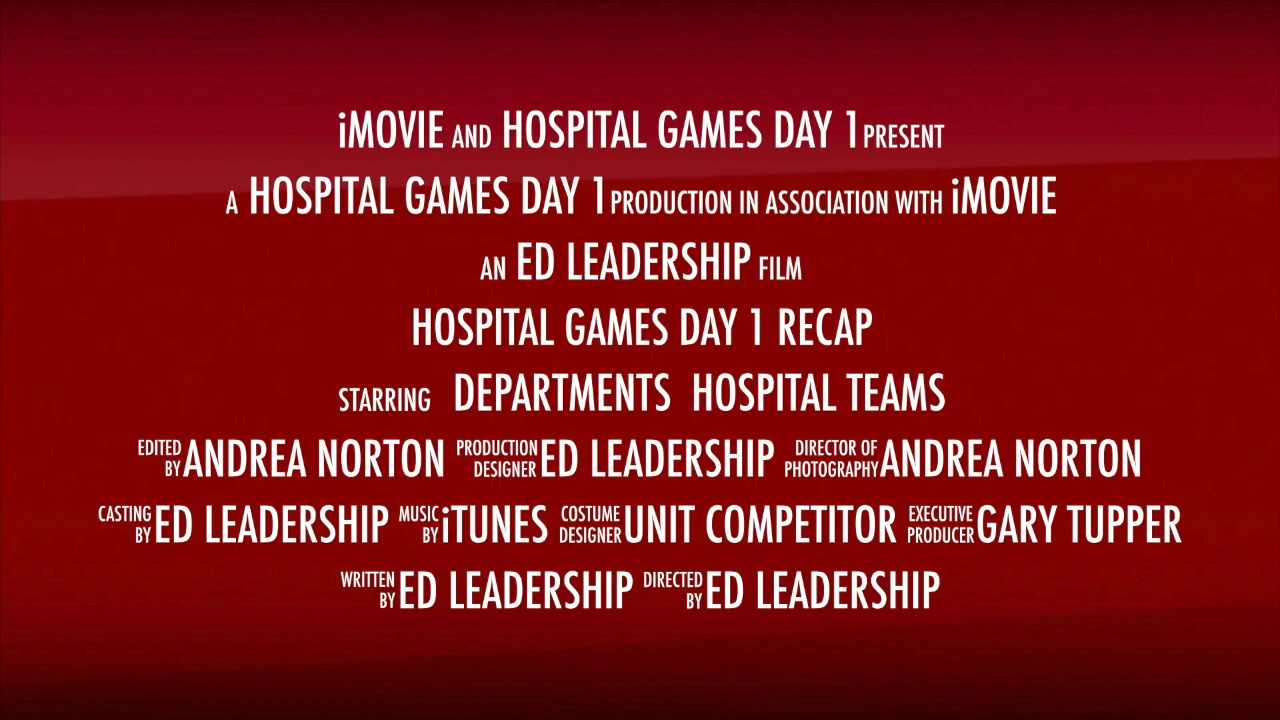 iMOVIE AND HOSPITAL GAMES DAY 1 PRESENT
A HOSPITAL GAMES DAY 1 PRODUCTION IN ASSOCIATION WITH iMOVIE
AN ED LEADERSHIP FILM
HOSPITAL GAMES DAY 1 RECAP
STARRING DEPARTMENTS HOSPITAL TEAMS
EDITED BY ANDREA NORTON PRODUCTION DESIGNER ED LEADERSHIP DIRECTOR OF PHOTOGRAPHY ANDREA NORTON
CASTING BY ED LEADERSHIP MUSIC BY iTUNES COSTUME DESIGNER UNIT COMPETITOR EXECUTIVE PRODUCER GARY TUPPER
WRITTEN BY ED LEADERSHIP DIRECTED BY ED LEADERSHIP